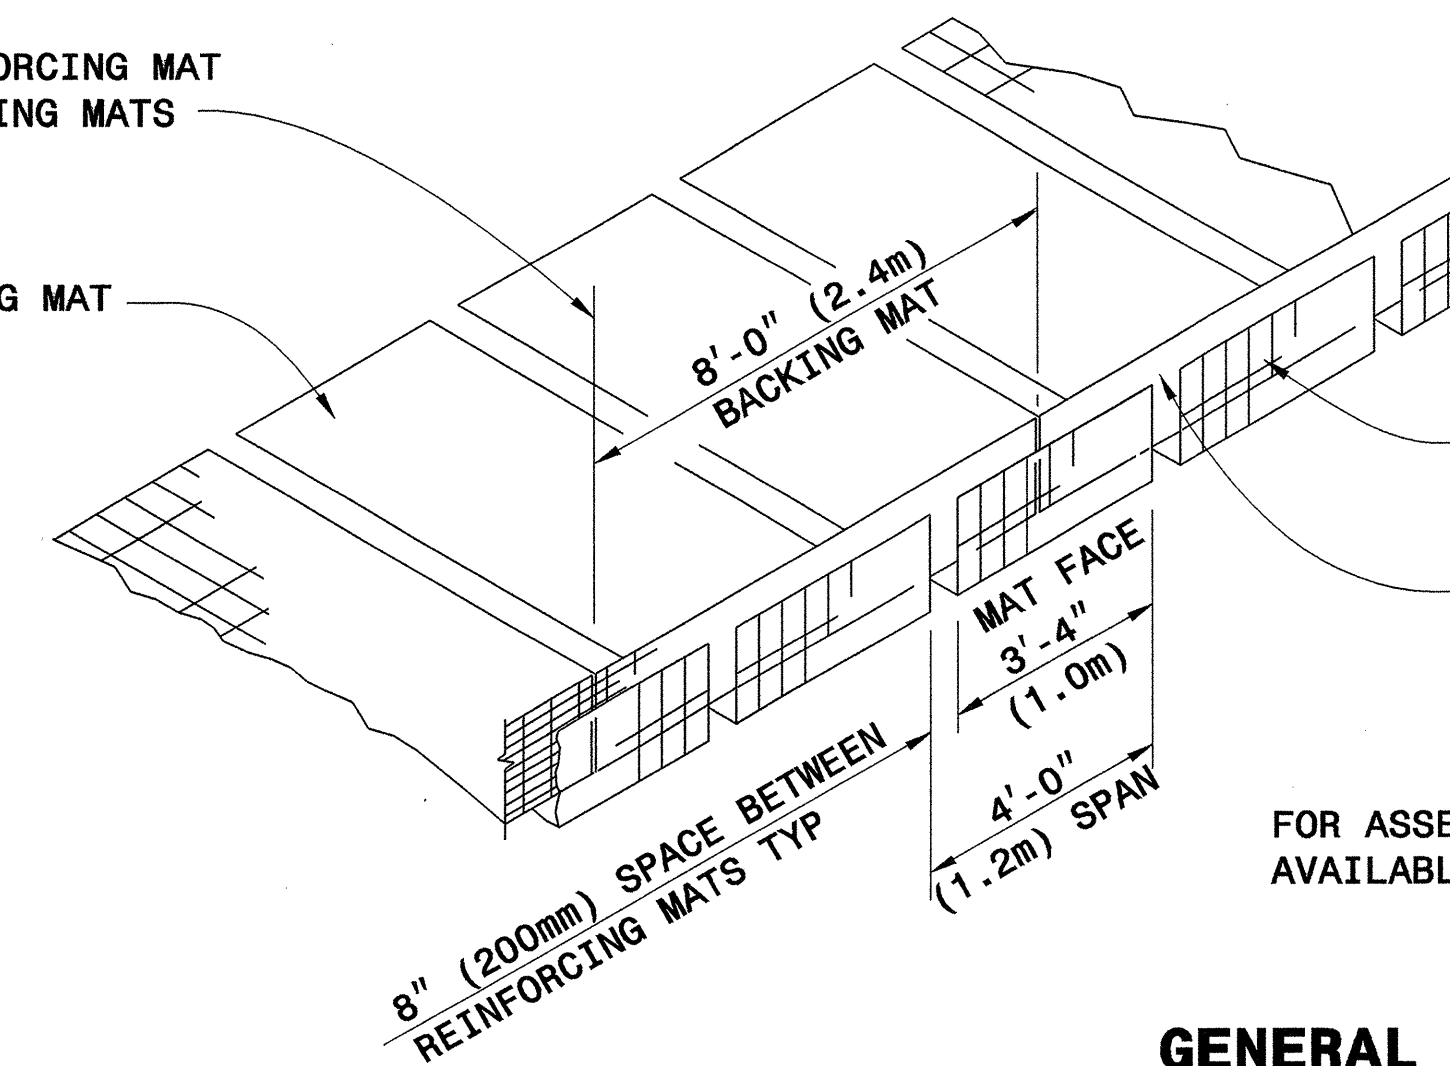 ORCING MAT
ING MATS
G MAT
8'-0" (2.4m)
BACKING MAT
MAT FACE
3'-4"
(1.0m)
4'-0"
(1.2m) SPAN
8" (200mm) SPACE BETWEEN
REINFORCING MATS TYP
FOR ASSE
AVAILABL
GENERAL